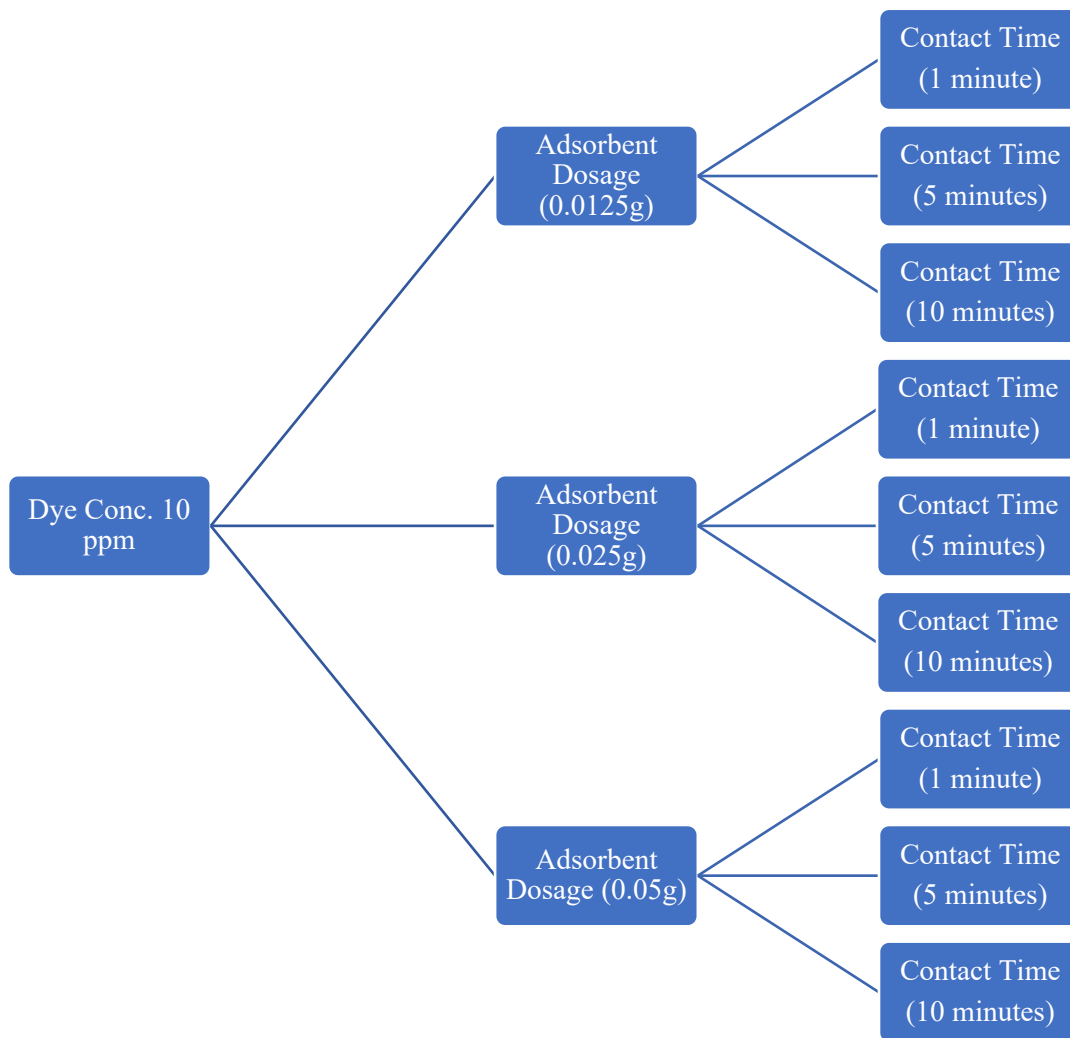 Dye Conc. 10
ppm
Adsorbent
Dosage
(0.0125g)
Contact Time
(1 minute)
Contact Time
(5 minutes)
Contact Time
(10 minutes)
Adsorbent
Dosage
(0.025g)
Contact Time
(1 minute)
Contact Time
(5 minutes)
Contact Time
(10 minutes)
Adsorbent
Dosage (0.05g)
Contact Time
(1 minute)
Contact Time
(5 minutes)
Contact Time
(10 minutes)